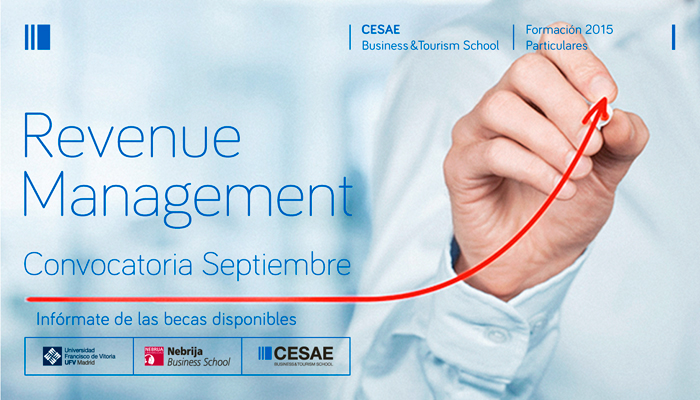 CESAE
Business&Tourism School
Formación 2015
Particulares
Revenue
Management
Convocatoria Septiembre
Infórmate de las becas disponibles
Universidad
Francisco de Vitoria
UFV Madrid
NEBRIJA
Nebrija
Business School
CESAE
BUSINESS&TOURISM SCHOOL